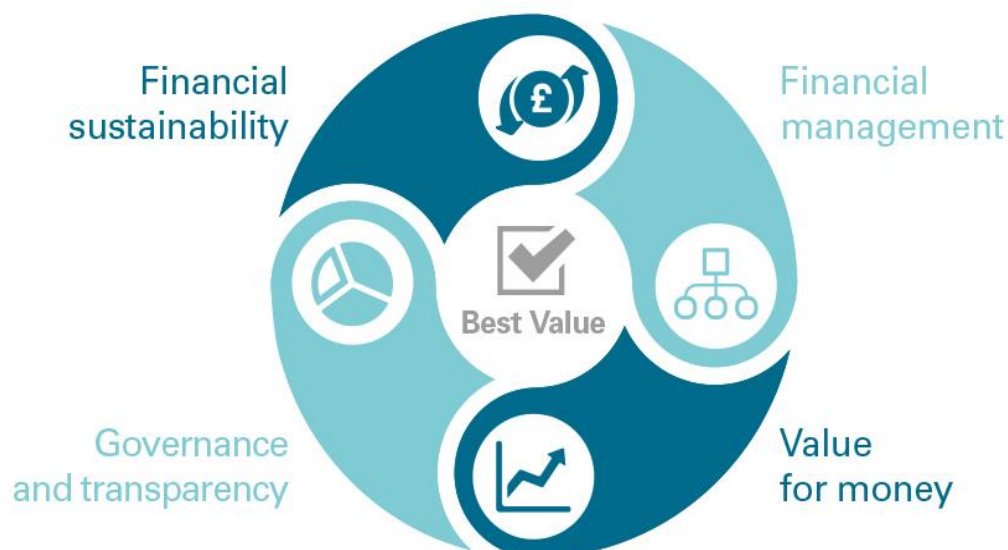 Financial
sustainability
£
Financial
management
Best Value
Governance
and transparency
Value
for money